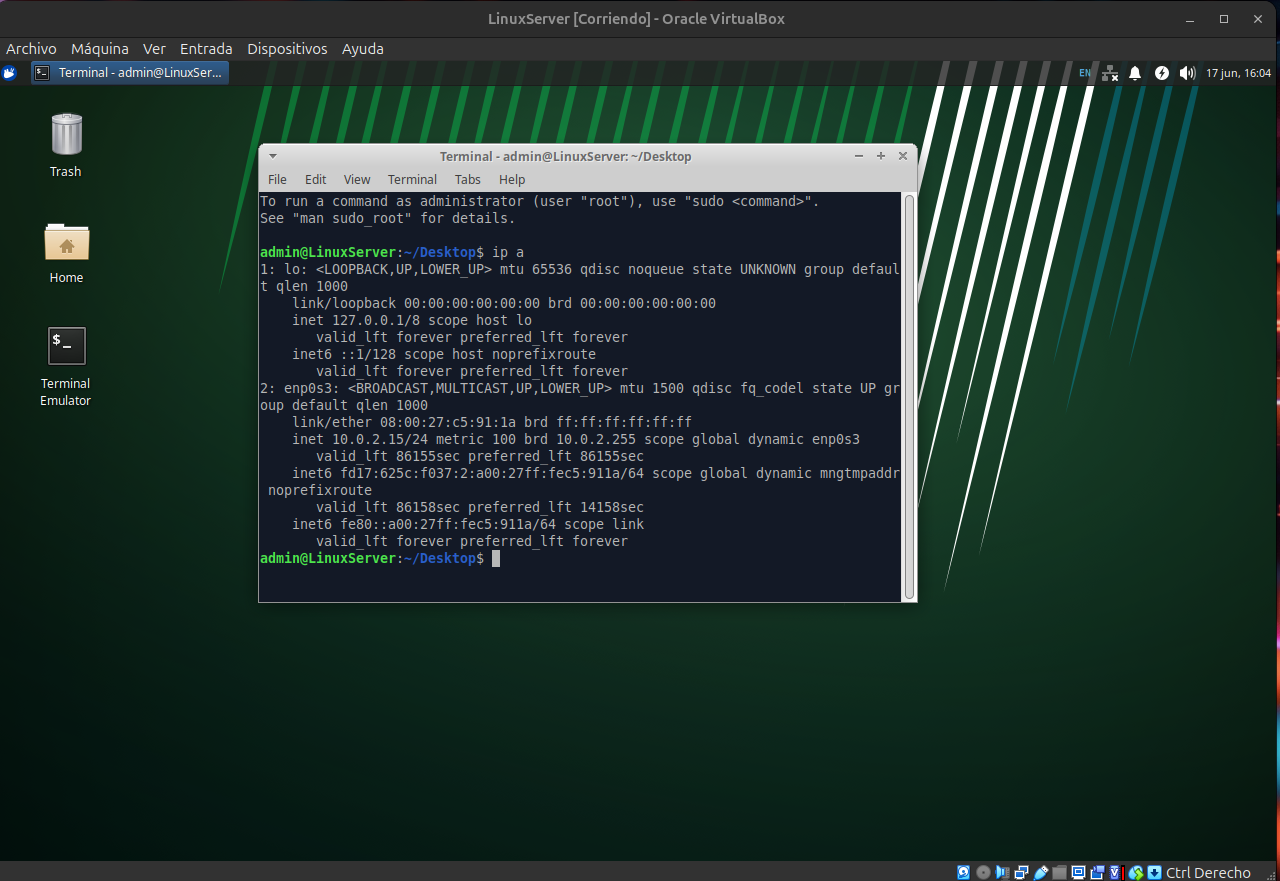 LinuxServer [Corriendo] - Oracle VirtualBox
Archivo Máquina Ver Entrada Dispositivos Ayuda
Terminal - admin@LinuxSer...
EN
17 jun, 16:04
Trash
Home
$_
Terminal
Emulator
Terminal - admin@LinuxServer: ~/Desktop
File Edit View Terminal Tabs Help
To run a command as administrator (user "root"), use "sudo <command>".
See "man sudo_root" for details.
admin@LinuxServer:~/Desktop$ ip a
1: lo: <LOOPBACK,UP,LOWER_UP> mtu 65536 qdisc noqueue state UNKNOWN group defaul
t qlen 1000
link/loopback 00:00:00:00:00:00 brd 00:00:00:00:00:00
inet 127.0.0.1/8 scope host lo
valid_lft forever preferred_lft forever
inet6 ::1/128 scope host noprefixroute
valid_lft forever preferred_lft forever
2: enp0s3: <BROADCAST,MULTICAST,UP,LOWER_UP> mtu 1500 qdisc fq_codel state UP gr
oup default qlen 1000
link/ether 08:00:27:c5:91:1a brd ff:ff:ff:ff:ff:ff
inet 10.0.2.15/24 metric 100 brd 10.0.2.255 scope global dynamic enp0s3
valid_lft 86155sec preferred_lft 86155sec
inet6 fd17:625c:f037:2:a00:27ff:fec5:911a/64 scope global dynamic mngtmpaddr
noprefixroute
valid_lft 86158sec preferred_lft 14158sec
inet6 fe80::a00:27ff:fec5:911a/64 scope link
valid_lft forever preferred_lft forever
admin@LinuxServer:~/Desktop$
Ctrl Derecho